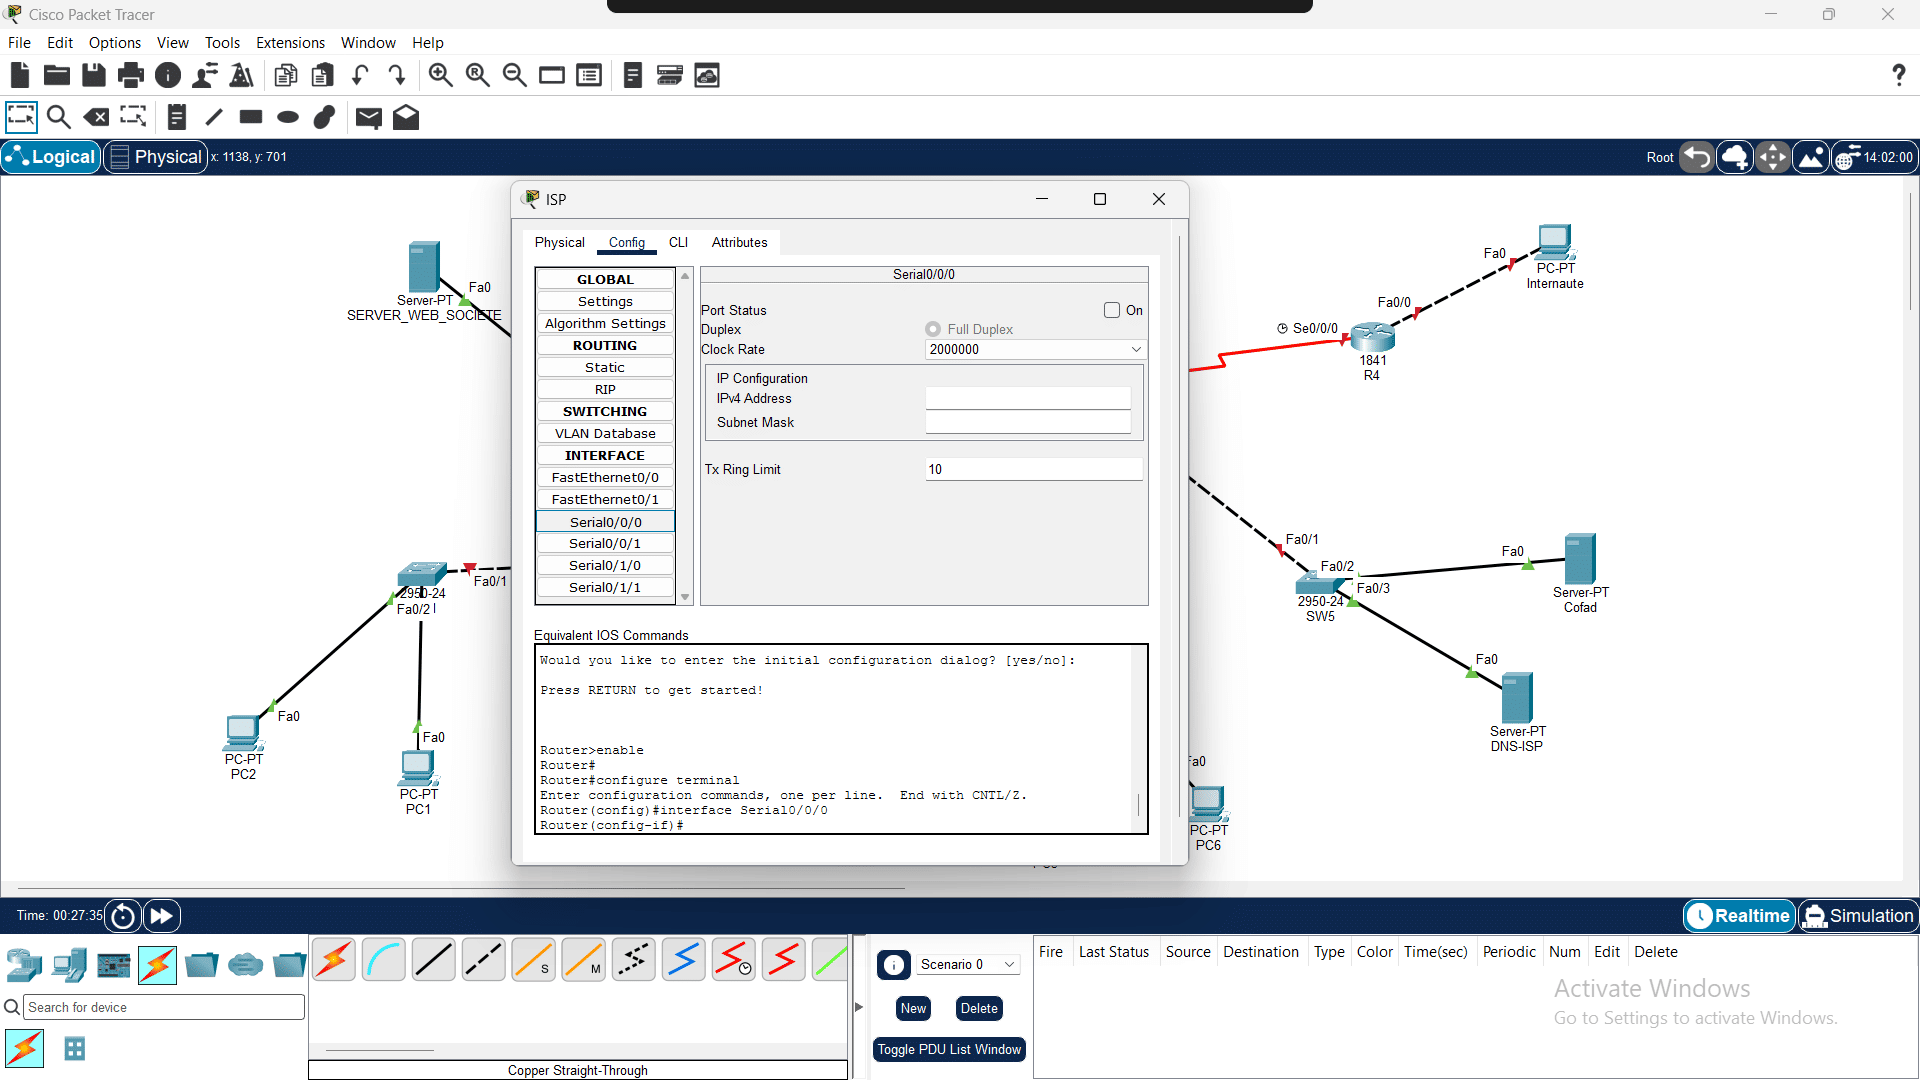 Cisco Packet Tracer
File Edit Options View Tools Extensions Window Help
Logical Physical x: 1138, y: 701 Root 14:02:00
ISP
Physical Config CLI Attributes
GLOBAL
Settings
Algorithm Settings
ROUTING
Static
RIP
SWITCHING
VLAN Database
INTERFACE
FastEthernet0/0
FastEthernet0/1
Serial0/0/0
Serial0/0/1
Serial0/1/0
Serial0/1/1
Serial0/0/0
Port Status On
Duplex Full Duplex
Clock Rate 2000000
IP Configuration
IPv4 Address
Subnet Mask
Tx Ring Limit 10
Equivalent IOS Commands
Would you like to enter the initial configuration dialog? [yes/no]:
Press RETURN to get started!
Router>enable
Router#
Router#configure terminal
Enter configuration commands, one per line. End with CNTL/Z.
Router(config)#interface Serial0/0/0
Router(config-if)#
Fa0
Server-PT
SERVER_WEB_SOCIETE
Fa0/1
2950-24
Fa0/2
Fa0
PC-PT
PC2
Fa0
PC-PT
PC1
Fa0
PC-PT
Internaute
Fa0/0
Se0/0/0
1841
R4
Fa0/1
Fa0/2
Fa0/3
2950-24
SW5
Fa0
Server-PT
Cofad
Fa0
Server-PT
DNS-ISP
Fa0
PC-PT
PC6
Time: 00:27:35 Realtime Simulation
Search for device
S
M
Copper Straight-Through
Scenario 0
New Delete
Toggle PDU List Window
Fire Last Status Source Destination Type Color Time(sec) Periodic Num Edit Delete
Activate Windows
Go to Settings to activate Windows.